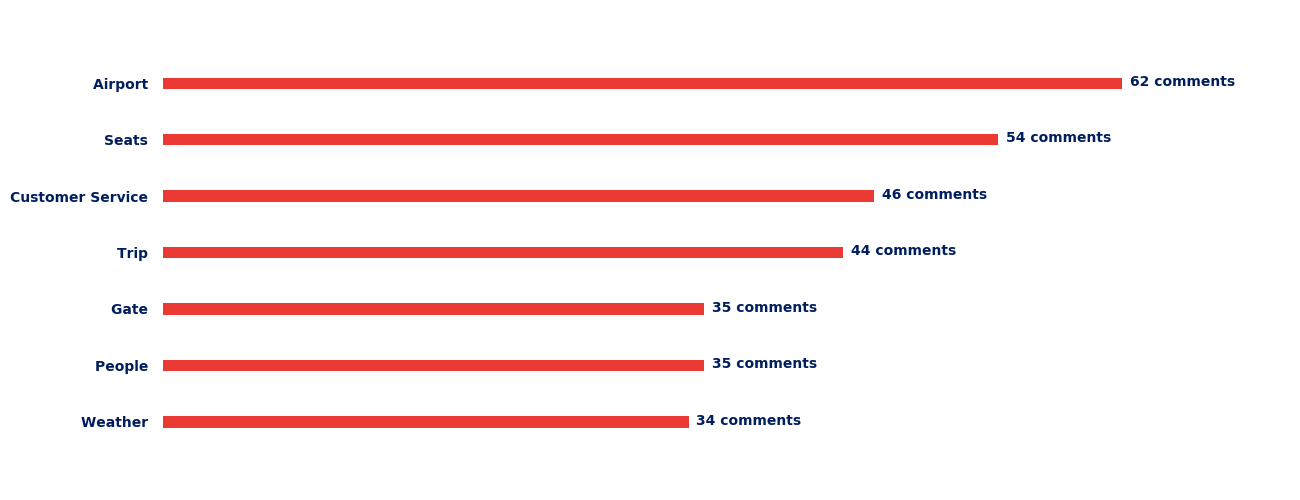 Airport 62 comments
Seats 54 comments
Customer Service 46 comments
Trip 44 comments
Gate 35 comments
People 35 comments
Weather 34 comments